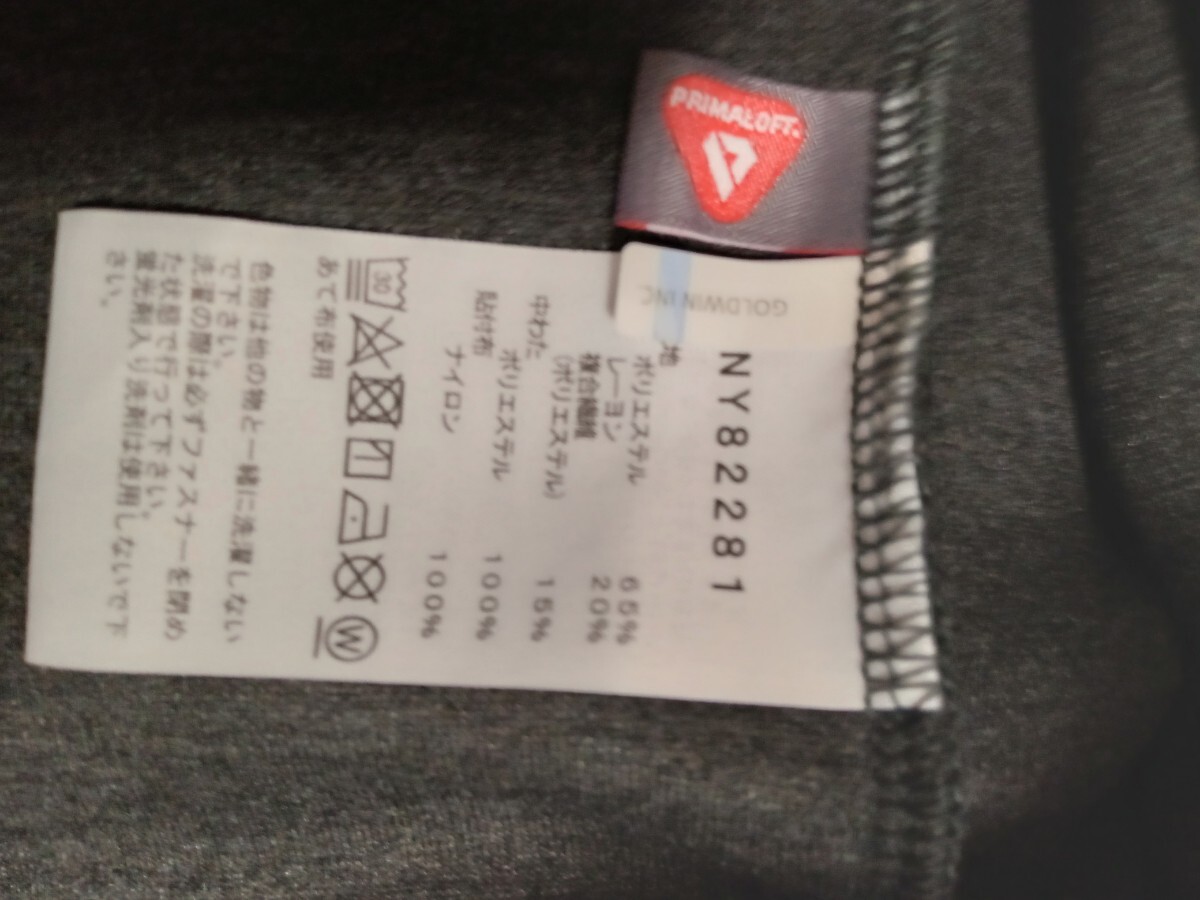 PRIMALOFT.
GOLDWIN INC.
NY82281
地
ポリエステル 65%
レーヨン 20%
複合繊維
(ポリエステル) 15%
中わた
ポリエステル 100%
貼付布
ナイロン 100%
30
W
あて布使用
色物は他の物と一緒に洗濯しない
で下さい。
洗濯の際は必ずファスナーを閉め
た状態で行って下さい。
蛍光剤入り洗剤は使用しないで下
さい。